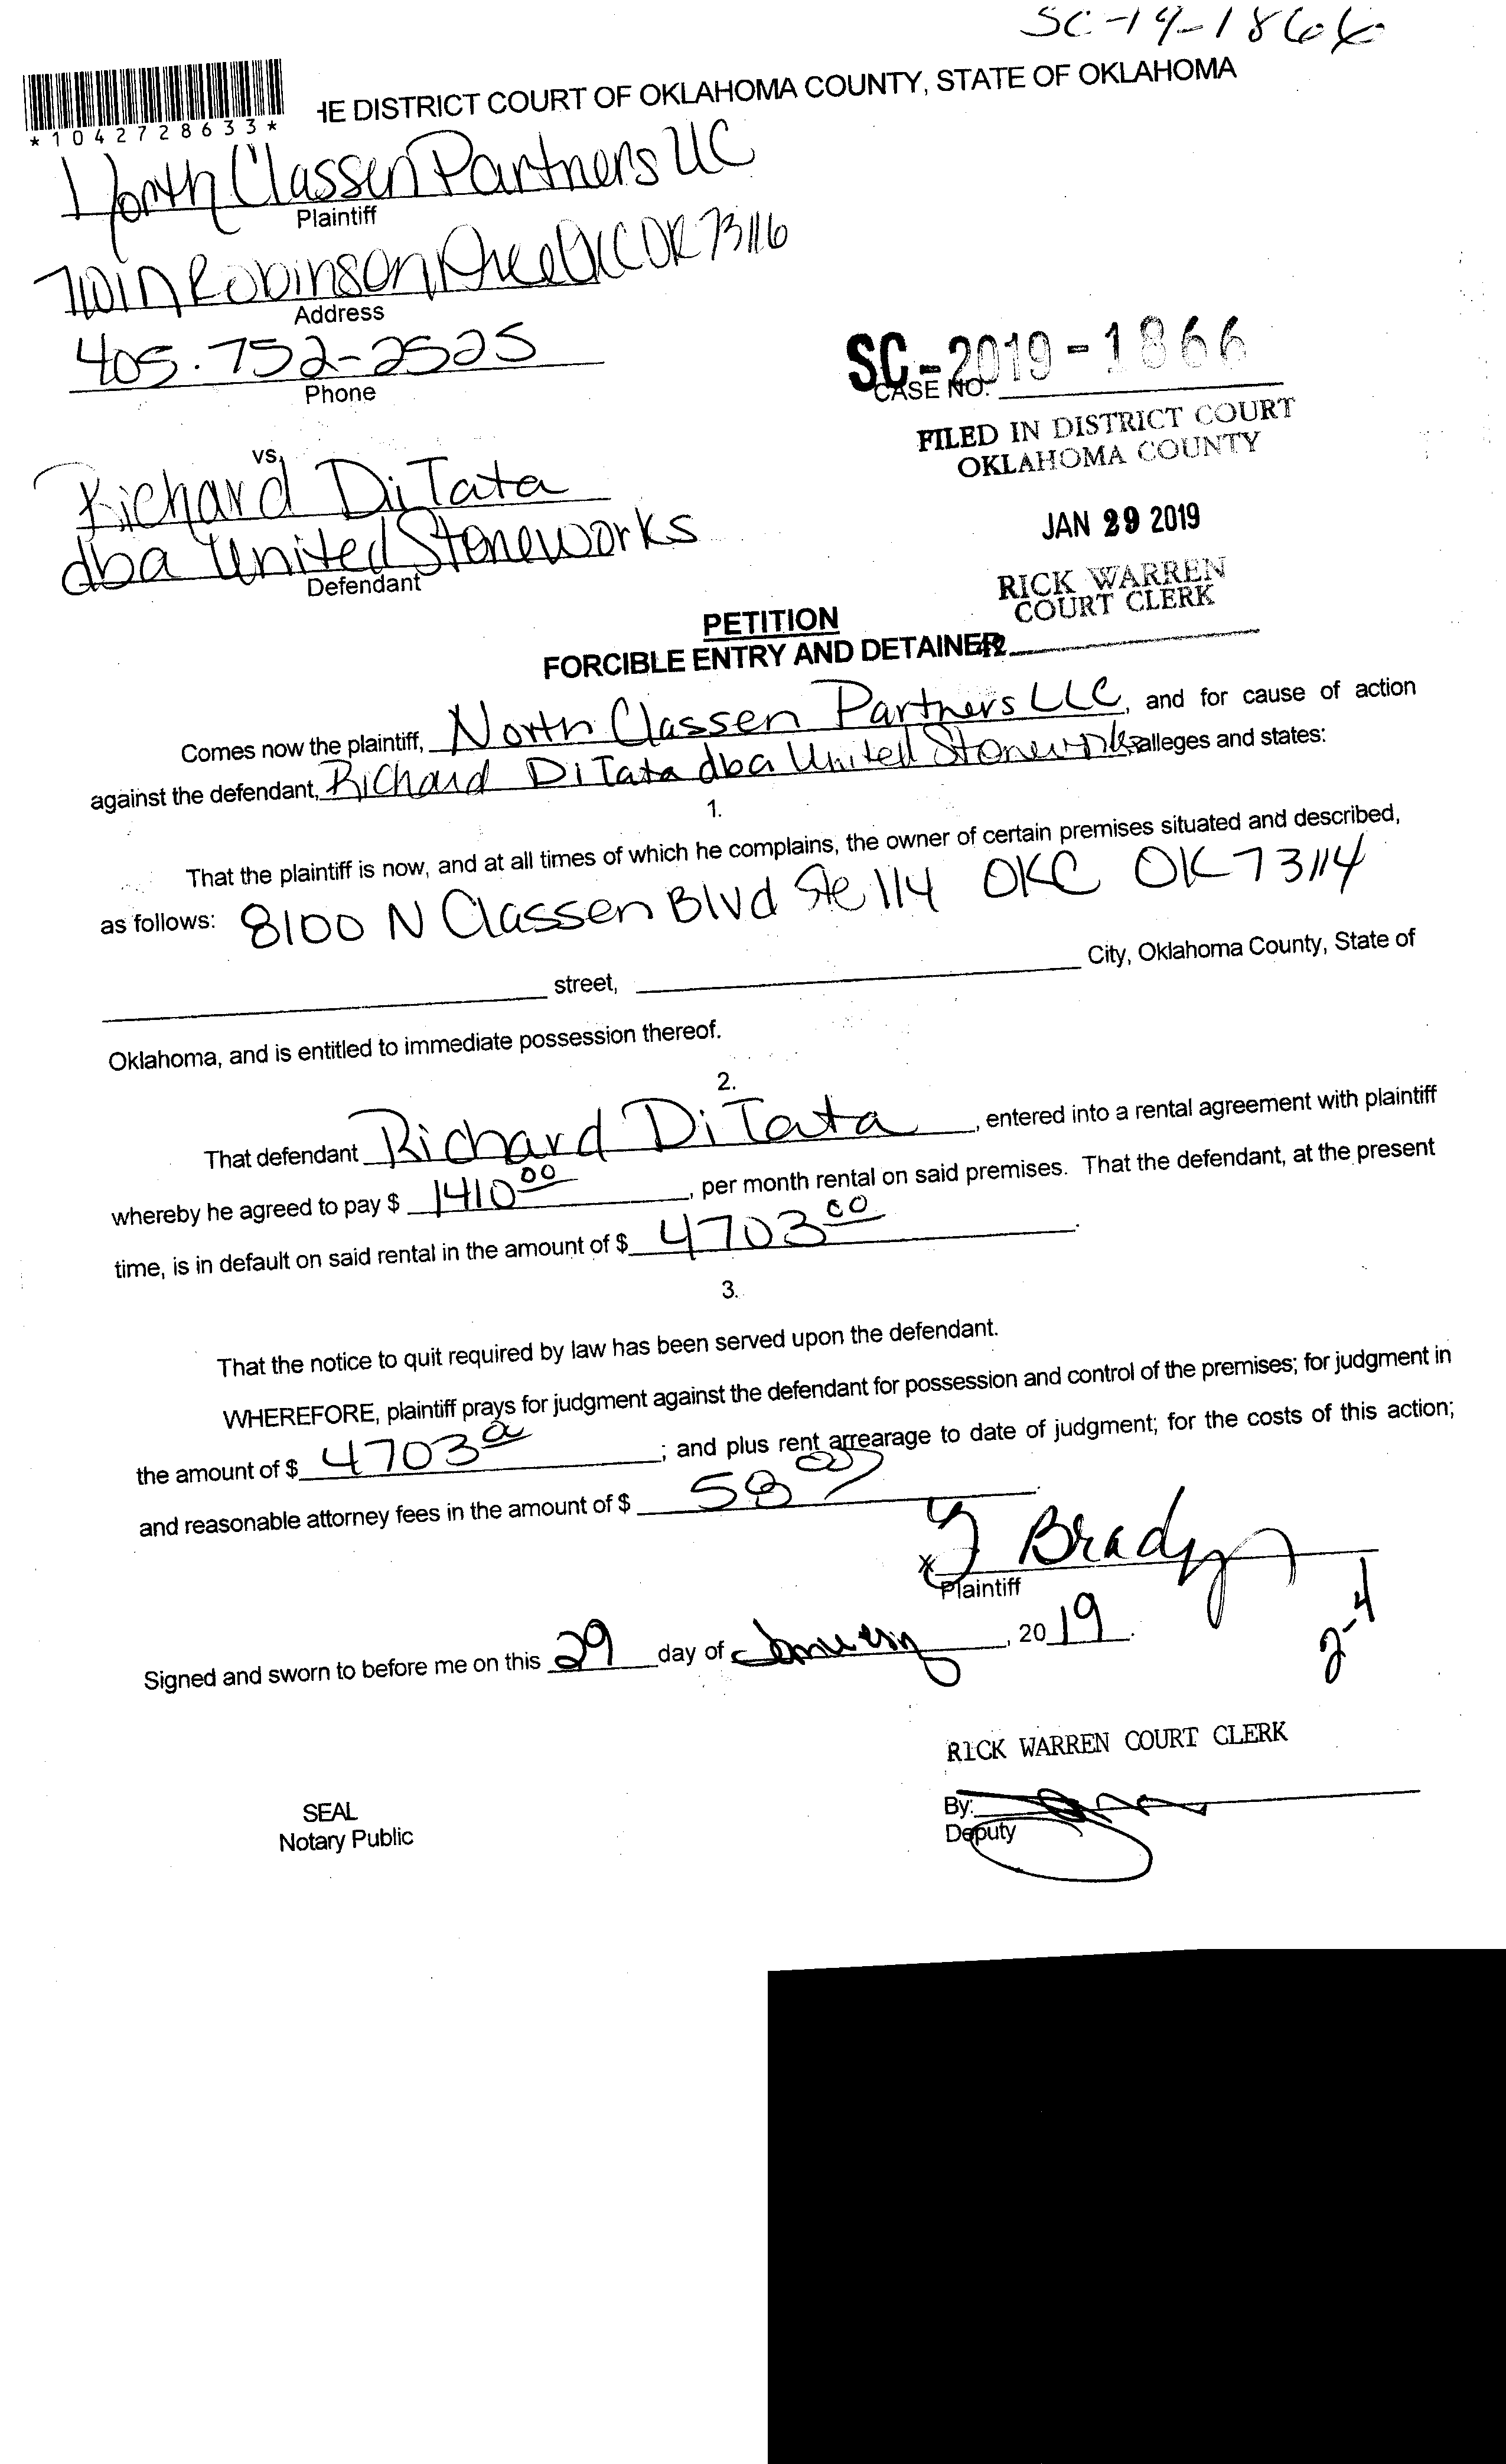 SC-19-1866
HE DISTRICT COURT OF OKLAHOMA COUNTY, STATE OF OKLAHOMA
*1042728633*
North Classen Partners LLC
Plaintiff
Robinson OKC OK 73116
Address
405.752-2525
Phone
SC-2019-1866
CASE NO.
FILED IN DISTRICT COURT
OKLAHOMA COUNTY
JAN 29 2019
RICK WARREN
COURT CLERK
vs.
Richard DiTata
dba United Stoneworks
Defendant
PETITION
FORCIBLE ENTRY AND DETAINER
Comes now the plaintiff, North Classen Partners LLC, and for cause of action
against the defendant, Richard DiTata dba United Stoneworks alleges and states:
1.
That the plaintiff is now, and at all times of which he complains, the owner of certain premises situated and described,
as follows: 8100 N Classen Blvd Ste 114 OKC OK 73114
street, City, Oklahoma County, State of
Oklahoma, and is entitled to immediate possession thereof.
2.
That defendant Richard DiTata, entered into a rental agreement with plaintiff
whereby he agreed to pay $ 1410 00, per month rental on said premises. That the defendant, at the present
time, is in default on said rental in the amount of $ 4703 00.
3.
That the notice to quit required by law has been served upon the defendant.
WHEREFORE, plaintiff prays for judgment against the defendant for possession and control of the premises; for judgment in
the amount of $ 4703; and plus rent arrearage to date of judgment; for the costs of this action;
and reasonable attorney fees in the amount of $ 58 00.
x Brady
Plaintiff
Signed and sworn to before me on this 29 day of January, 2019.
2-4
RICK WARREN COURT CLERK
SEAL
Notary Public
By:
Deputy